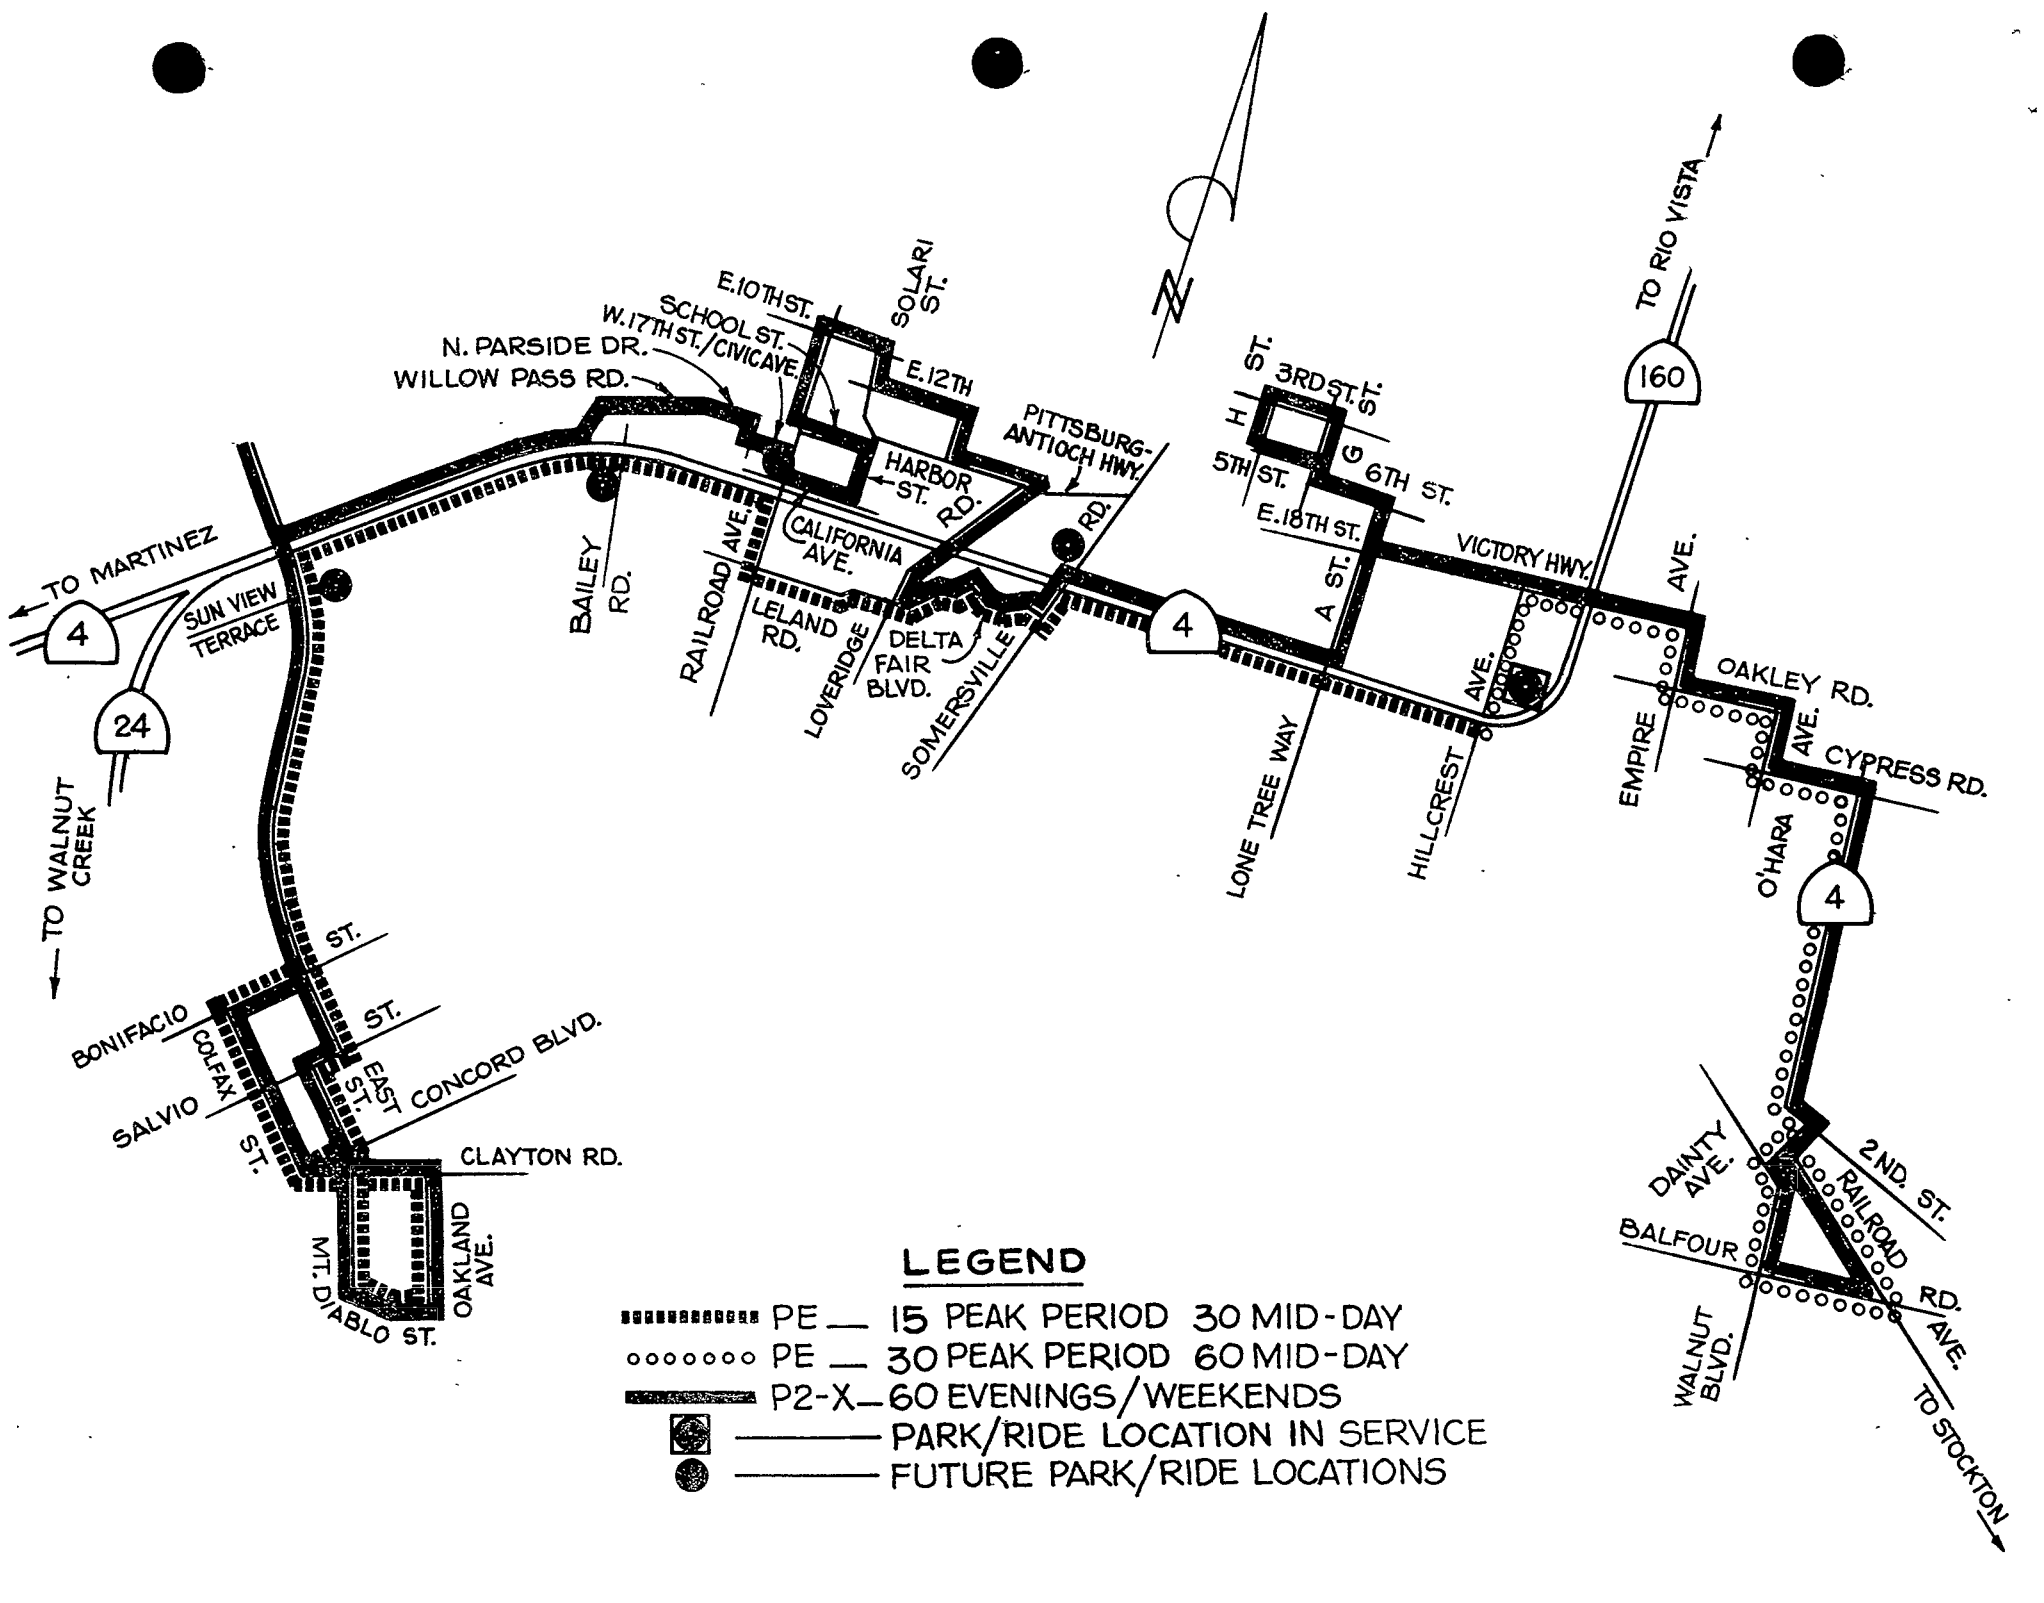 N
TO RIO VISTA
160
SOLARI
ST.
E.10TH ST.
SCHOOL ST.
W.17TH ST./CIVIC AVE.
N. PARSIDE DR.
WILLOW PASS RD.
E.12TH
PITTSBURG-
ANTIOCH HWY.
HARBOR
ST.
RD.
RD.
H ST.
3RD ST.
G ST.
5TH ST.
6TH ST.
E.18TH ST.
A ST.
VICTORY HWY.
TO MARTINEZ
4
SUN VIEW
TERRACE
24
TO WALNUT
CREEK
BAILEY
RD.
RAILROAD AVE.
CALIFORNIA
AVE.
LELAND
RD.
LOVERIDGE
DELTA
FAIR
BLVD.
SOMERSVILLE
4
LONE TREE WAY
HILLCREST
AVE.
EMPIRE
AVE.
OAKLEY RD.
O'HARA
AVE.
CYPRESS RD.
4
BONIFACIO
ST.
COLFAX
ST.
SALVIO
ST.
EAST
ST.
CONCORD BLVD.
CLAYTON RD.
OAKLAND
AVE.
MT. DIABLO ST.
DAINTY
AVE.
2ND. ST.
RAILROAD
AVE.
BALFOUR
RD.
WALNUT
BLVD.
TO STOCKTON
LEGEND
PE — 15 PEAK PERIOD 30 MID-DAY
PE — 30 PEAK PERIOD 60 MID-DAY
P2-X — 60 EVENINGS/WEEKENDS
PARK/RIDE LOCATION IN SERVICE
FUTURE PARK/RIDE LOCATIONS